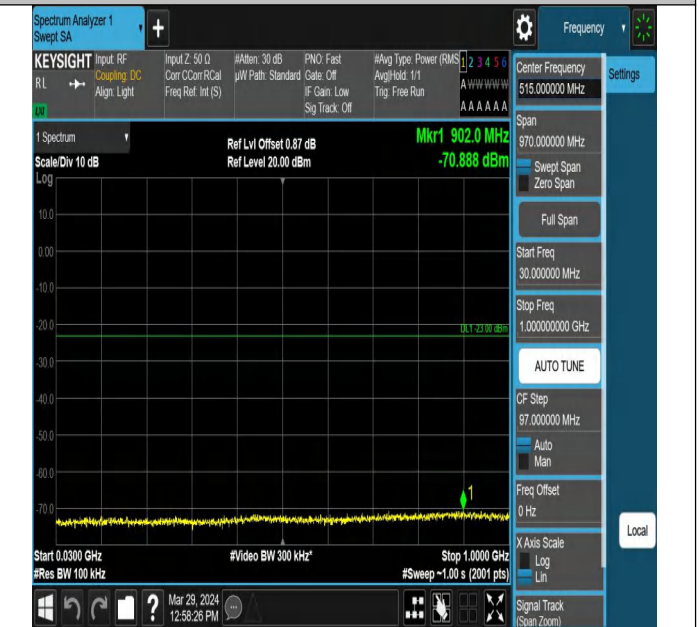 Spectrum Analyzer 1
Swept SA
+
Frequency
KEYSIGHT
RL
LXI
Input: RF
Coupling: DC
Align: Light
Input Z: 50 Ω
Corr CCorr RCal
Freq Ref: Int (S)
#Atten: 30 dB
µW Path: Standard
PNO: Fast
Gate: Off
IF Gain: Low
Sig Track: Off
#Avg Type: Power (RMS
Avg|Hold: 1/1
Trig: Free Run
1 2 3 4 5 6
A W W W W W
A A A A A A
1 Spectrum
Scale/Div 10 dB
Log
Ref Lvl Offset 0.87 dB
Ref Level 20.00 dBm
Mkr1 902.0 MHz
-70.888 dBm
10.0
0.00
-10.0
-20.0
DL1 -23.00 dBm
-30.0
-40.0
-50.0
-60.0
-70.0
1
Start 0.0300 GHz
#Res BW 100 kHz
#Video BW 300 kHz*
Stop 1.0000 GHz
#Sweep ~1.00 s (2001 pts)
?
Mar 29, 2024
12:58:26 PM
Center Frequency
515.000000 MHz
Span
970.000000 MHz
Swept Span
Zero Span
Full Span
Start Freq
30.000000 MHz
Stop Freq
1.000000000 GHz
AUTO TUNE
CF Step
97.000000 MHz
Auto
Man
Freq Offset
0 Hz
X Axis Scale
Log
Lin
Signal Track
(Span Zoom)
Settings
Local